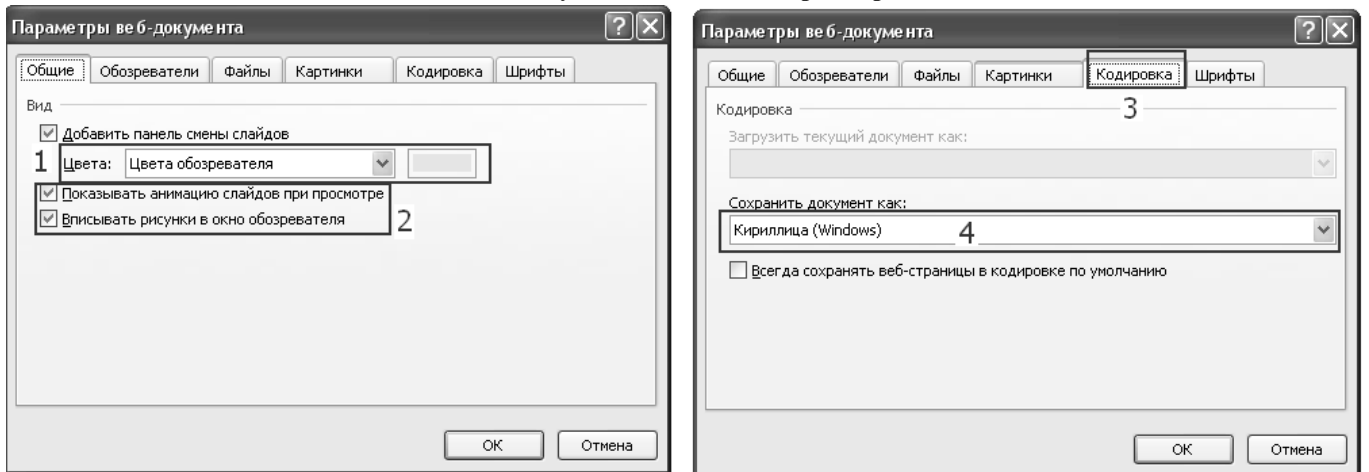 Параметры веб-документа
Общие Обозреватели Файлы Картинки Кодировка Шрифты
Вид
Добавить панель смены слайдов
1 Цвета: Цвета обозревателя
Показывать анимацию слайдов при просмотре
Вписывать рисунки в окно обозревателя
2
ОК Отмена
Параметры веб-документа
Общие Обозреватели Файлы Картинки Кодировка Шрифты
3
Кодировка
Загрузить текущий документ как:
Сохранить документ как:
Кириллица (Windows)
4
Всегда сохранять веб-страницы в кодировке по умолчанию
ОК Отмена